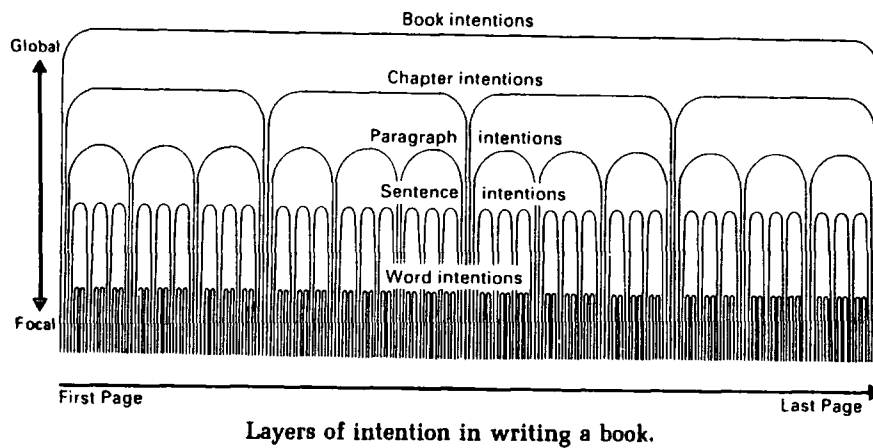 Book intentions
Global
Chapter intentions
Paragraph intentions
Sentence intentions
Word intentions
Focal
First Page
Last Page
Layers of intention in writing a book.